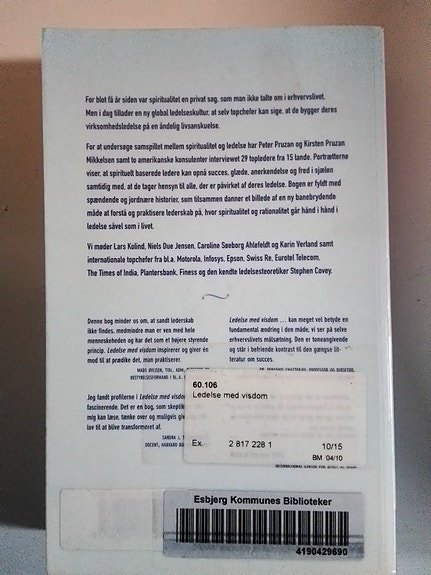 For blot få år siden var spiritualitet en privat sag, som man ikke talte om i erhvervslivet.
Men i dag tillader en ny global ledelseskultur, at selv topchefer kan sige, at de bygger deres
virksomhedsledelse på en åndelig livsanskuelse.
For at undersøge samspillet mellem spiritualitet og ledelse har Peter Pruzan og Kirsten Pruzan
Mikkelsen samt to amerikanske konsulenter interviewet 29 topledere fra 15 lande. Portrætterne
viser, at spirituelt baserede ledere kan opnå succes, glæde, anerkendelse og fred i sjælen
samtidig med, at de tager hensyn til alle, der er påvirket af deres ledelse. Bogen er fyldt med
spændende og jordnære historier, som tilsammen danner et billede af en ny banebrydende
måde at forstå og praktisere lederskab på, hvor spiritualitet og rationalitet går hånd i hånd i
ledelse såvel som i livet.
Vi møder Lars Kolind, Niels Due Jensen, Caroline Søeborg Ahlefeldt og Karin Verland samt
internationale topchefer fra bl.a. Motorola, Infosys, Epson, Swiss Re, Eurotel Telecom,
The Times of India, Plantersbank, Finess og den kendte ledelsesteoretiker Stephen Covey.
Denne bog minder os om, at sandt lederskab
ikke findes, medmindre man er ven med hele
menneskeheden og har det som et højere styrende
princip. Ledelse med visdom inspirerer og giver én
mod til at prædike det, man praktiserer.
MADS ØVLISEN,
BESTYRELSESFORMAND I BL.A.
Jeg fandt profilerne i Ledelse med
fascinerende. Det er en bog, som
mig kan læse, tænke over og muligvis
lov til at blive transformeret af.
SANDRA J.
DOCENT, HARVARD
Ledelse med visdom ... kan meget vel betyde en
fundamental ændring i den måde, vi ser på selve
erhvervslivets målsætning. Den er toneangivende
og står i befriende kontrast til den gængse lit-
teratur om succes.
60.106
Ledelse med visdom
Ex. 2 817 228 1 10/15
BM 04/10
Esbjerg Kommunes Biblioteker
4190429690